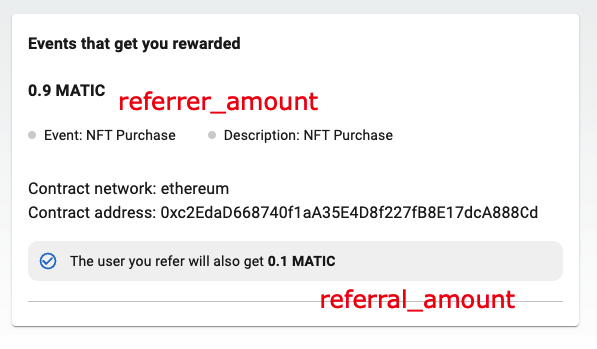 Events that get you rewarded
0.9 MATIC referrer_amount
Event: NFT Purchase Description: NFT Purchase
Contract network: ethereum
Contract address: 0xc2EdaD668740f1aA35E4D8f227fB8E17dcA888Cd
The user you refer will also get 0.1 MATIC
referral_amount